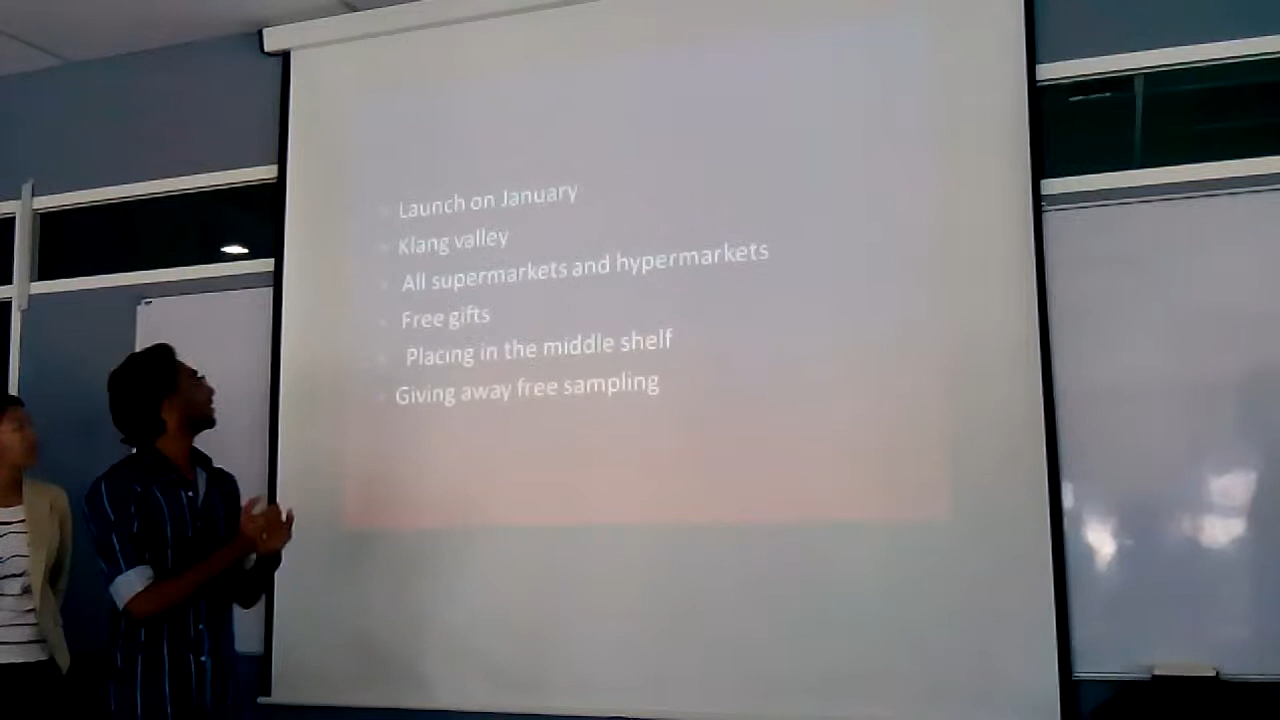 Launch on January
Klang valley
All supermarkets and hypermarkets
Free gifts
Placing in the middle shelf
Giving away free sampling